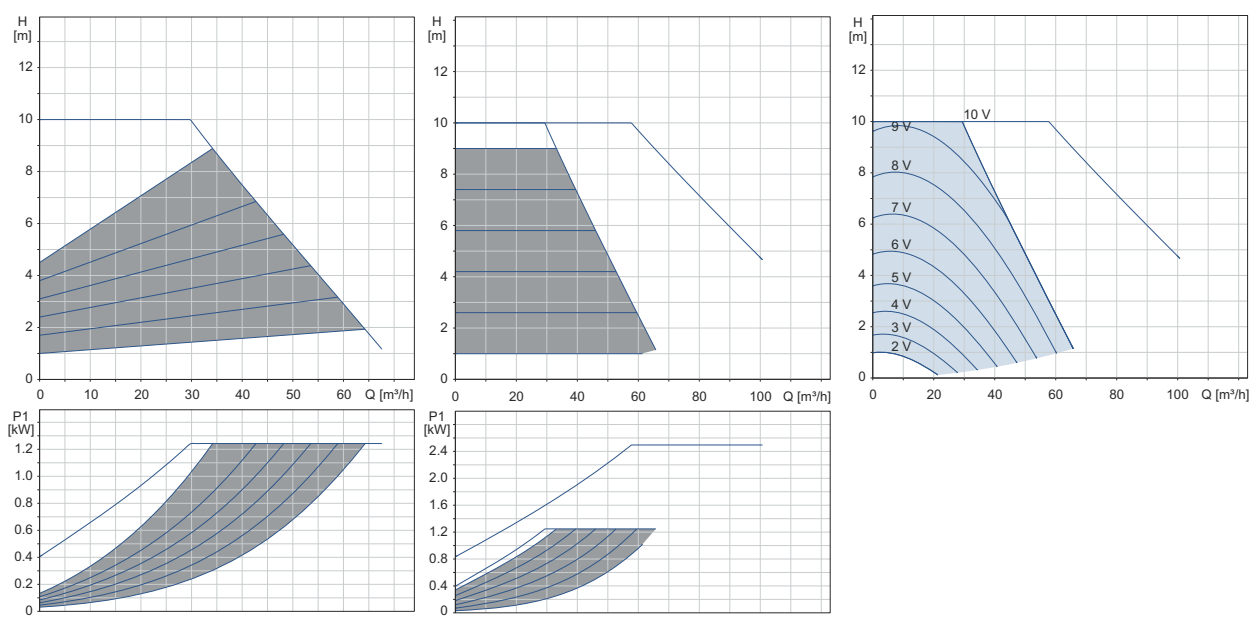 H
[m]
12
10
8
6
4
2
0
0 10 20 30 40 50 60 Q [m³/h]
P1
[kW]
1.2
1.0
0.8
0.6
0.4
0.2
0
H
[m]
12
10
8
6
4
2
0
0 20 40 60 80 100 Q [m³/h]
P1
[kW]
2.4
2.0
1.6
1.2
0.8
0.4
0
H
[m]
12
10
8
6
4
2
0
10 V
9 V
8 V
7 V
6 V
5 V
4 V
3 V
2 V
0 20 40 60 80 100 Q [m³/h]